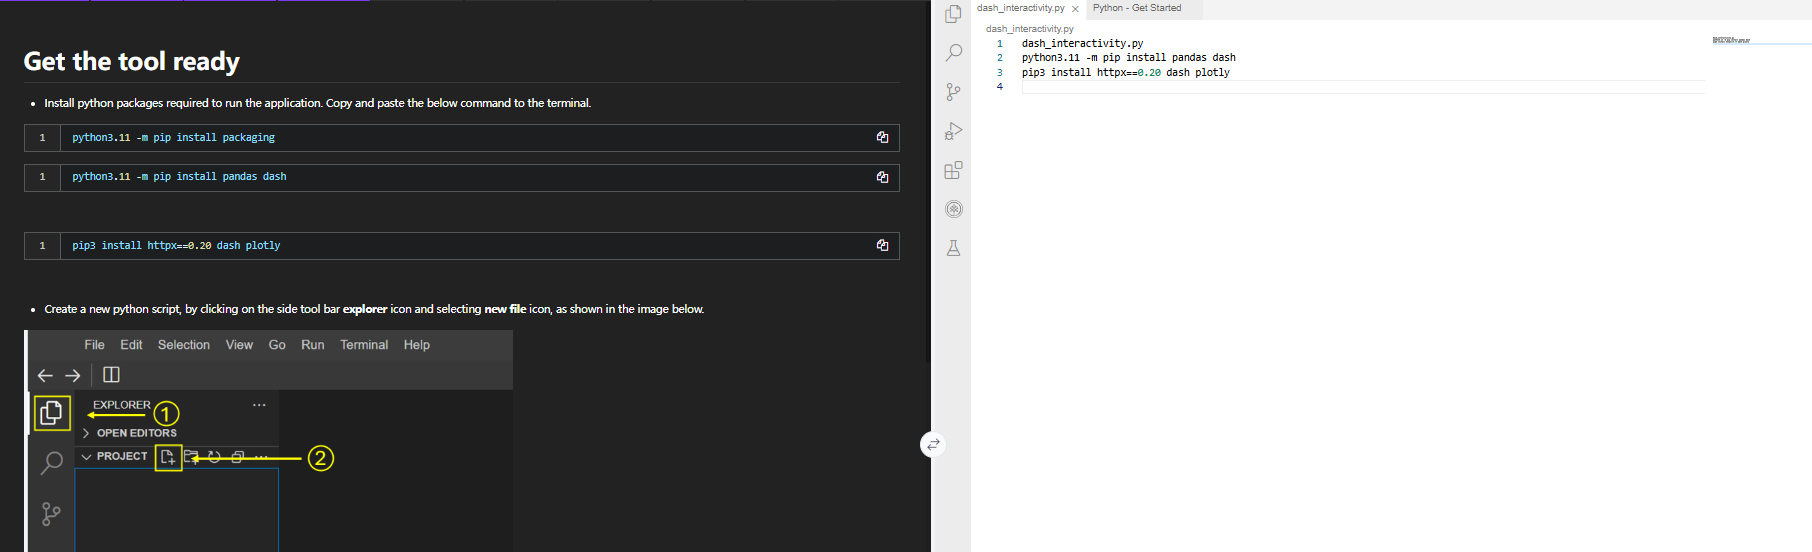 Get the tool ready
• Install python packages required to run the application. Copy and paste the below command to the terminal.
1 python3.11 -m pip install packaging
1 python3.11 -m pip install pandas dash
1 pip3 install httpx==0.20 dash plotly
• Create a new python script, by clicking on the side tool bar explorer icon and selecting new file icon, as shown in the image below.
File Edit Selection View Go Run Terminal Help
EXPLORER ...
1
> OPEN EDITORS
PROJECT
2
dash_interactivity.py × Python - Get Started
dash_interactivity.py
1 dash_interactivity.py
2 python3.11 -m pip install pandas dash
3 pip3 install httpx==0.20 dash plotly
4